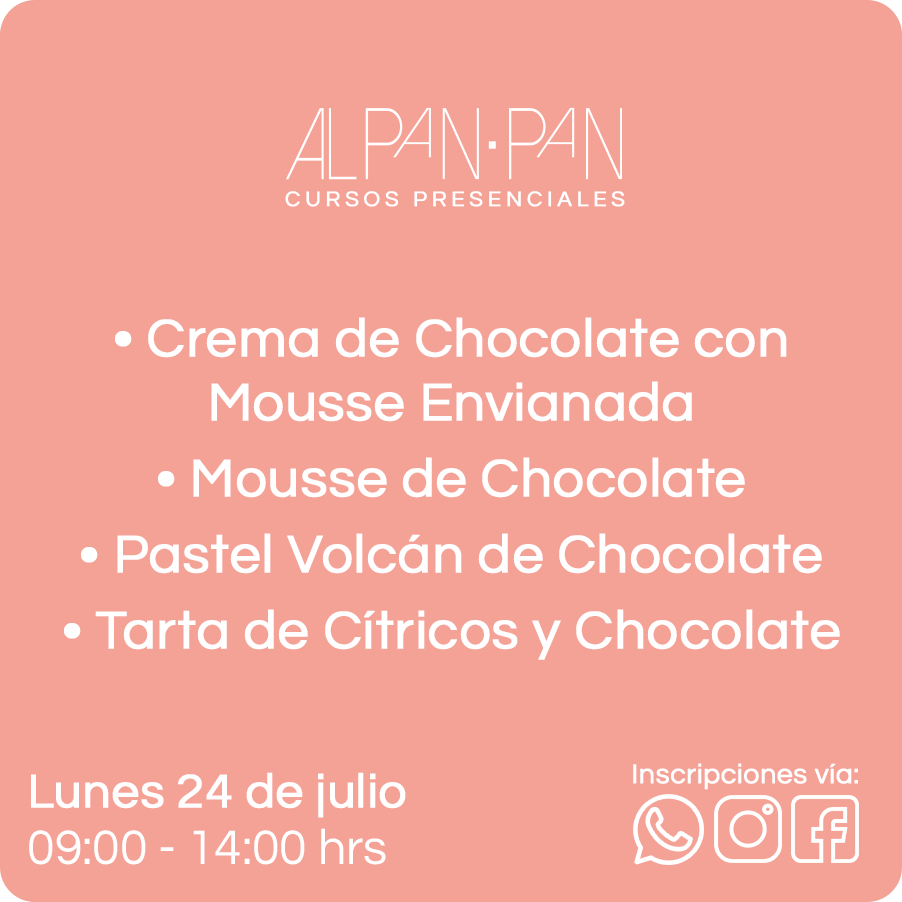 ALPAN·PAN
CURSOS PRESENCIALES
• Crema de Chocolate con
Mousse Envianada
• Mousse de Chocolate
• Pastel Volcán de Chocolate
• Tarta de Cítricos y Chocolate
Lunes 24 de julio
09:00 - 14:00 hrs
Inscripciones vía: